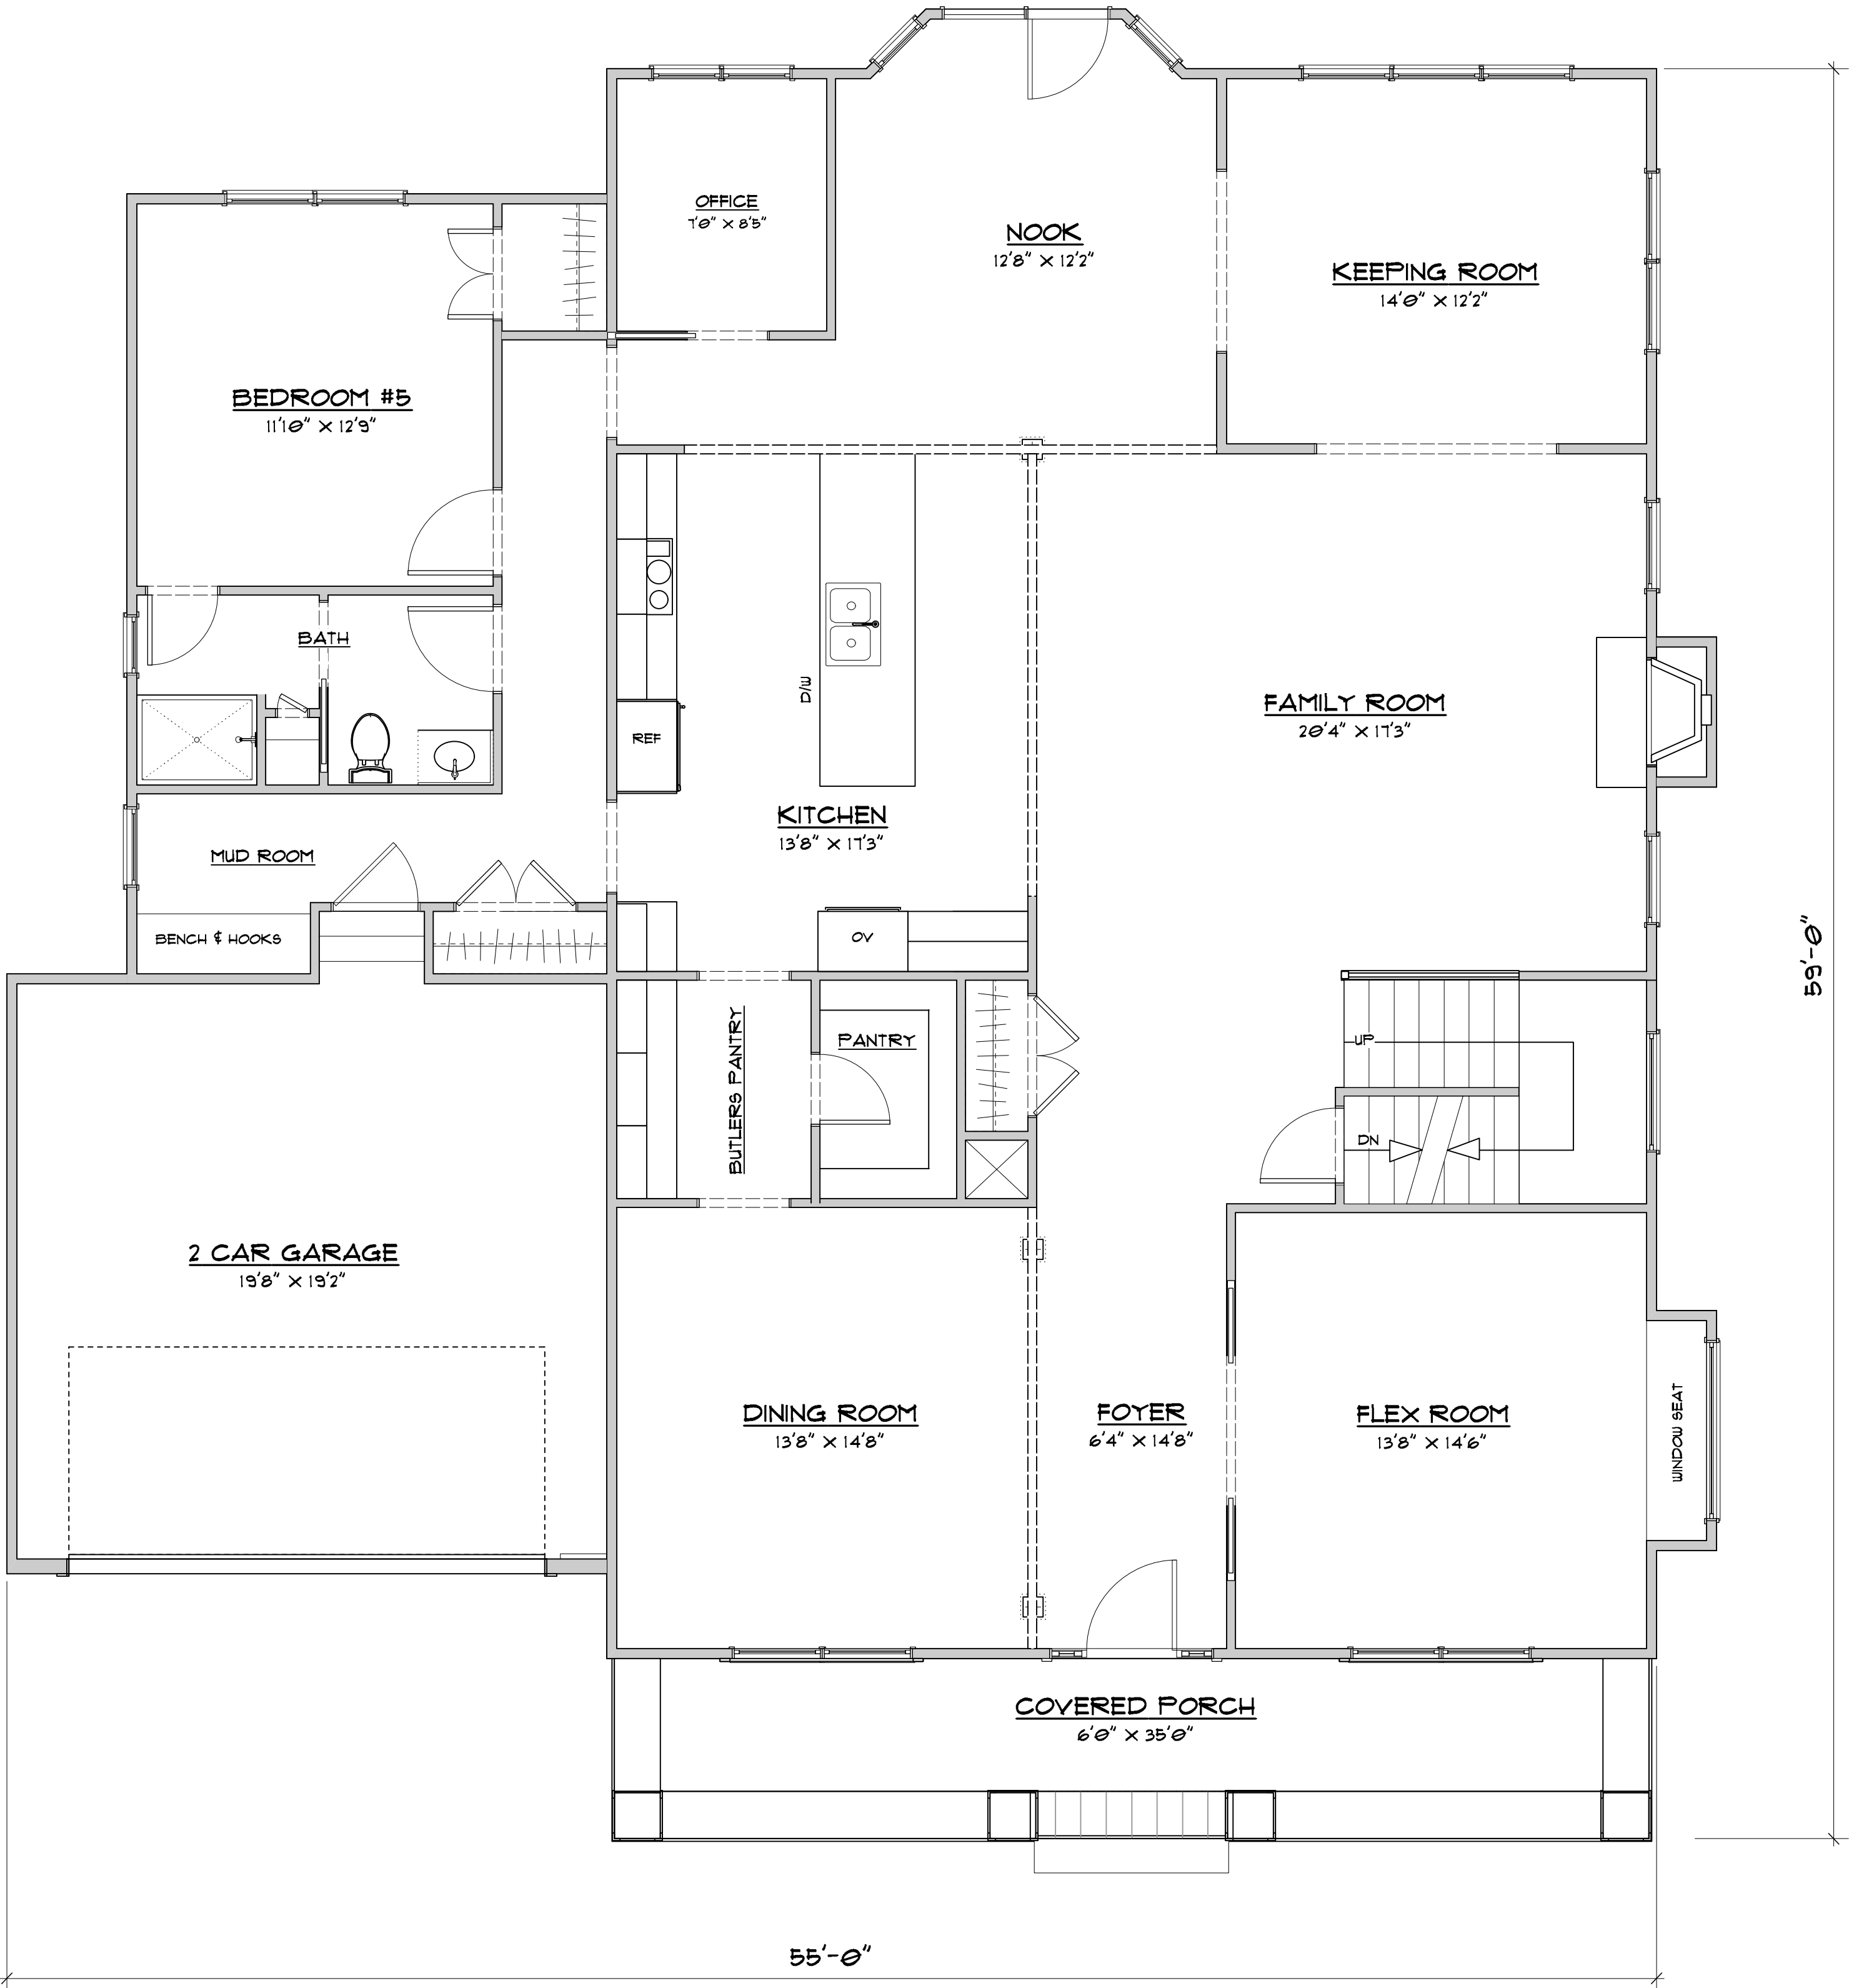 OFFICE
7'0" X 8'5"
NOOK
12'8" X 12'2"
KEEPING ROOM
14'0" X 12'2"
BEDROOM #5
11'10" X 12'9"
BATH
D/W
REF
FAMILY ROOM
20'4" X 17'3"
KITCHEN
13'8" X 17'3"
MUD ROOM
BENCH & HOOKS
OV
59'-0"
BUTLERS PANTRY
PANTRY
UP
DN
2 CAR GARAGE
19'8" X 19'2"
DINING ROOM
13'8" X 14'8"
FOYER
6'4" X 14'8"
FLEX ROOM
13'8" X 14'6"
WINDOW SEAT
COVERED PORCH
6'0" X 35'0"
55'-0"